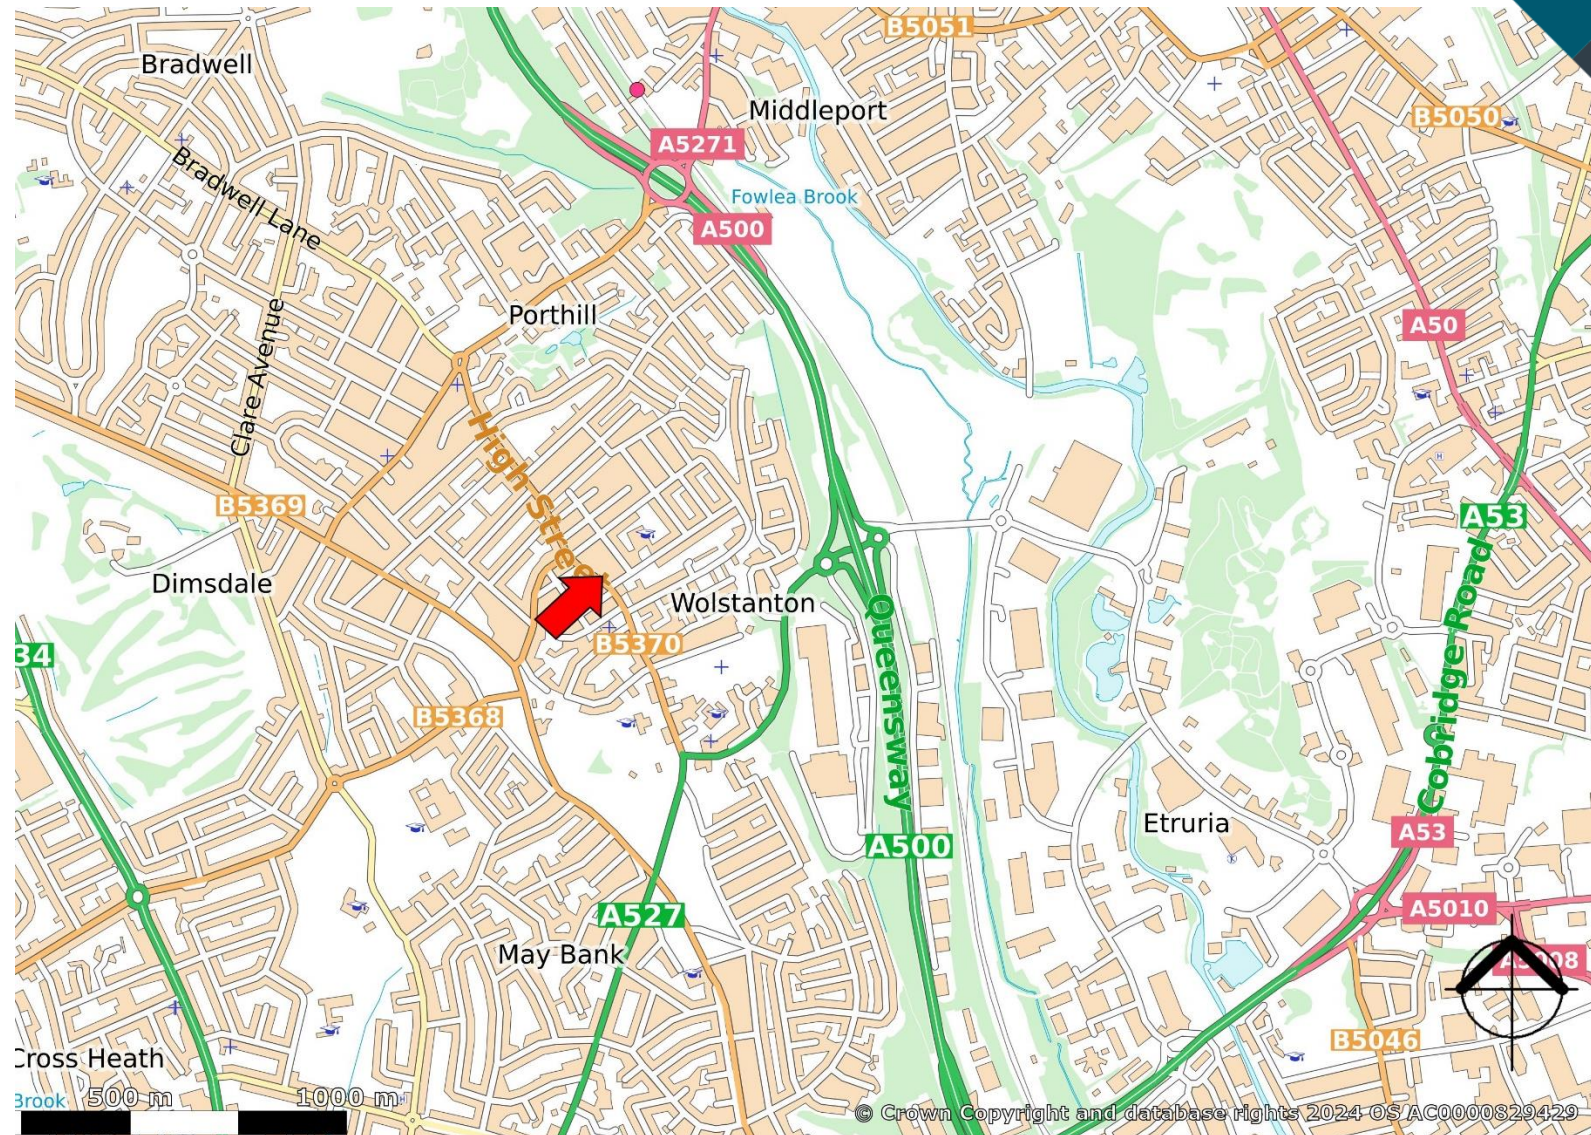 B5051
Bradwell
Middleport
B5050
A5271
Bradwell Lane
Fowlea Brook
A500
Porthill
A50
Clare Avenue
High Street
B5369
A53
Dimsdale
Wolstanton
B5370
34
Queensway
Cobridge Road
B5368
Etruria
A53
A500
A5010
A527
May Bank
B5046
Cross Heath
Brook
500 m
1000 m
© Crown Copyright and database rights 2024 OS AC0000829429